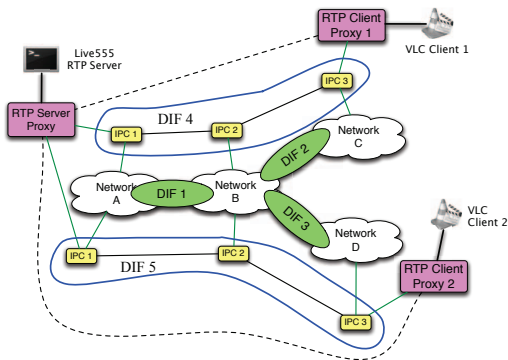 RTP Client
Proxy 1
VLC Client 1
Live555
RTP Server
>_
RTP Server
Proxy
IPC 3
DIF 4
IPC 1
IPC 2
Network
C
DIF 2
Network
A
DIF 1
Network
B
DIF 3
VLC
Client 2
Network
D
IPC 1
IPC 2
DIF 5
RTP Client
Proxy 2
IPC 3